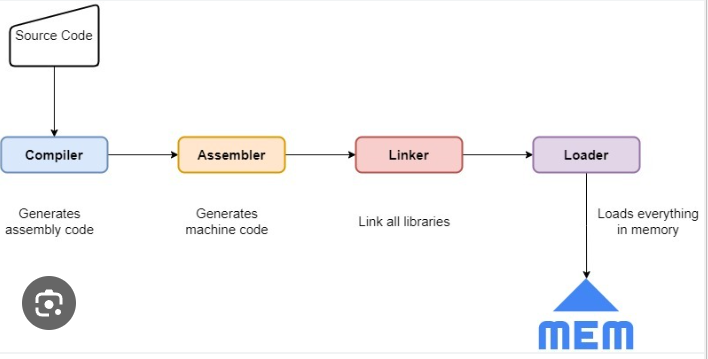 Source Code
Compiler
Assembler
Linker
Loader
Generates
assembly code
Generates
machine code
Link all libraries
Loads everything
in memory
MEM